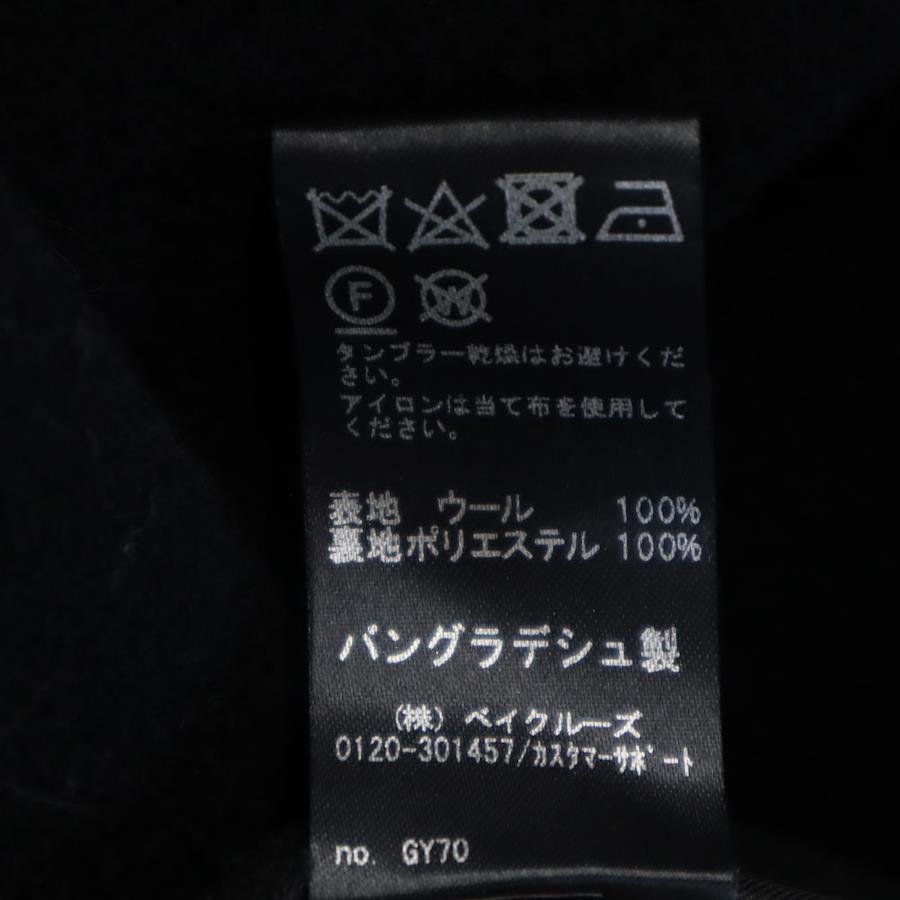 F W
タンブラー乾燥はお避けくだ
さい。
アイロンは当て布を使用して
ください。
表地 ウール 100%
裏地ポリエステル 100%
バングラデシュ製
(株) ベイクルーズ
0120-301457/カスタマーサポート
no. GY70